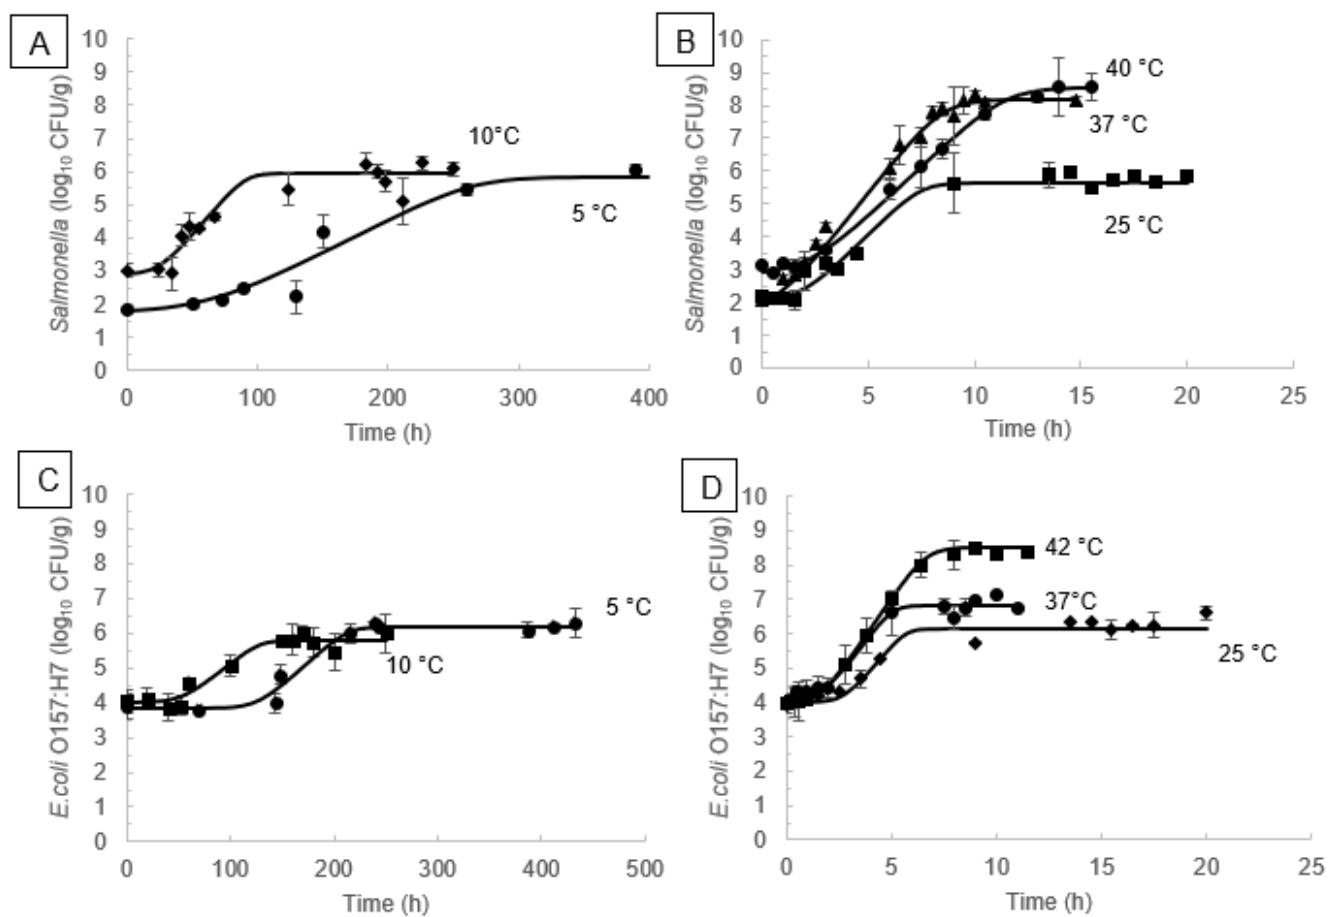 A
Salmonella (log10 CFU/g)
10
9
8
7
6
5
4
3
2
1
0
10°C
5 °C
0 100 200 300 400
Time (h)
B
Salmonella (log10 CFU/g)
10
9
8
7
6
5
4
3
2
1
0
40 °C
37 °C
25 °C
0 5 10 15 20 25
Time (h)
C
E.coli O157:H7 (log10 CFU/g)
10
9
8
7
6
5
4
3
2
1
0
5 °C
10 °C
0 100 200 300 400 500
Time (h)
D
E.coli O157:H7 (log10 CFU/g)
10
9
8
7
6
5
4
3
2
1
0
42 °C
37°C
25 °C
0 5 10 15 20 25
Time (h)